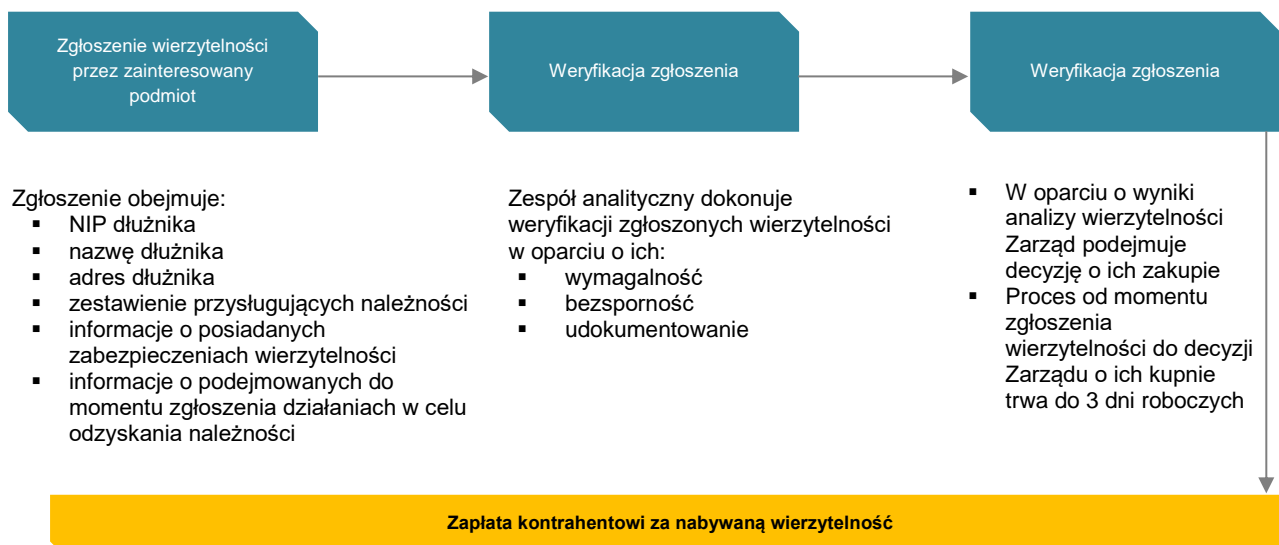 Zgłoszenie wierzytelności
przez zainteresowany
podmiot
Weryfikacja zgłoszenia
Weryfikacja zgłoszenia
Zgłoszenie obejmuje:
▪ NIP dłużnika
▪ nazwę dłużnika
▪ adres dłużnika
▪ zestawienie przysługujących należności
▪ informacje o posiadanych
zabezpieczeniach wierzytelności
▪ informacje o podejmowanych do
momentu zgłoszenia działaniach w celu
odzyskania należności
Zespół analityczny dokonuje
weryfikacji zgłoszonych wierzytelności
w oparciu o ich:
▪ wymagalność
▪ bezsporność
▪ udokumentowanie
▪ W oparciu o wyniki
analizy wierzytelności
Zarząd podejmuje
decyzję o ich zakupie
▪ Proces od momentu
zgłoszenia
wierzytelności do decyzji
Zarządu o ich kupnie
trwa do 3 dni roboczych
Zapłata kontrahentowi za nabywaną wierzytelność